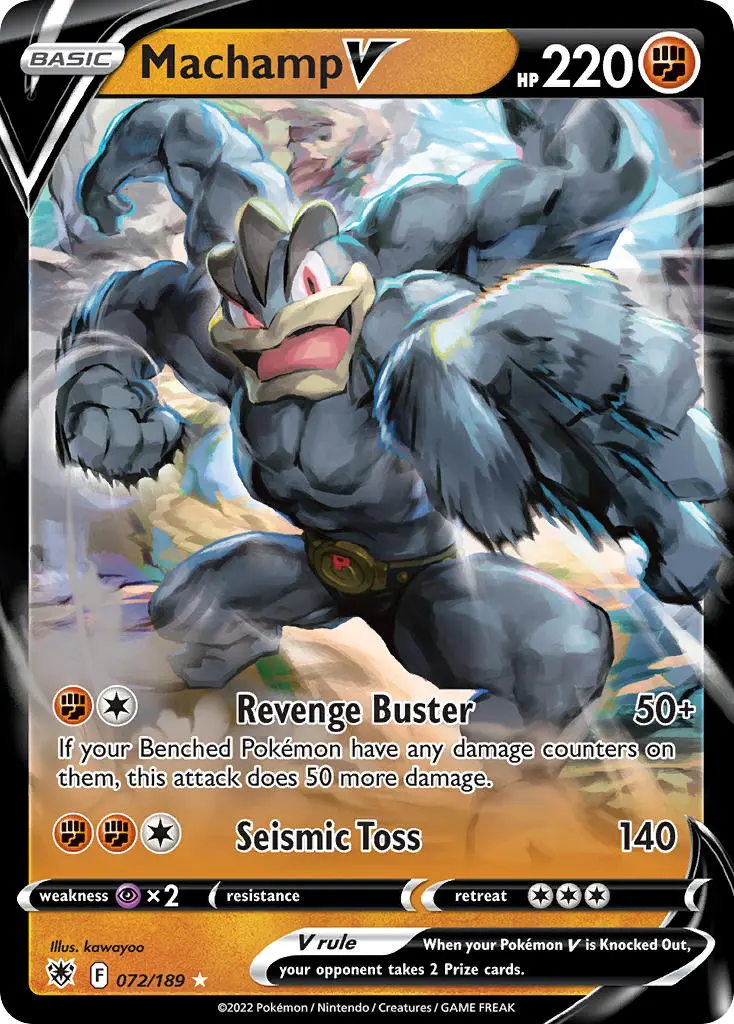 BASIC
Machamp V
HP 220
Revenge Buster 50+
If your Benched Pokémon have any damage counters on
them, this attack does 50 more damage.
Seismic Toss 140
weakness ×2 resistance retreat
Illus. kawayoo
V rule When your Pokémon V is Knocked Out,
your opponent takes 2 Prize cards.
F 072/189
©2022 Pokémon / Nintendo / Creatures / GAME FREAK